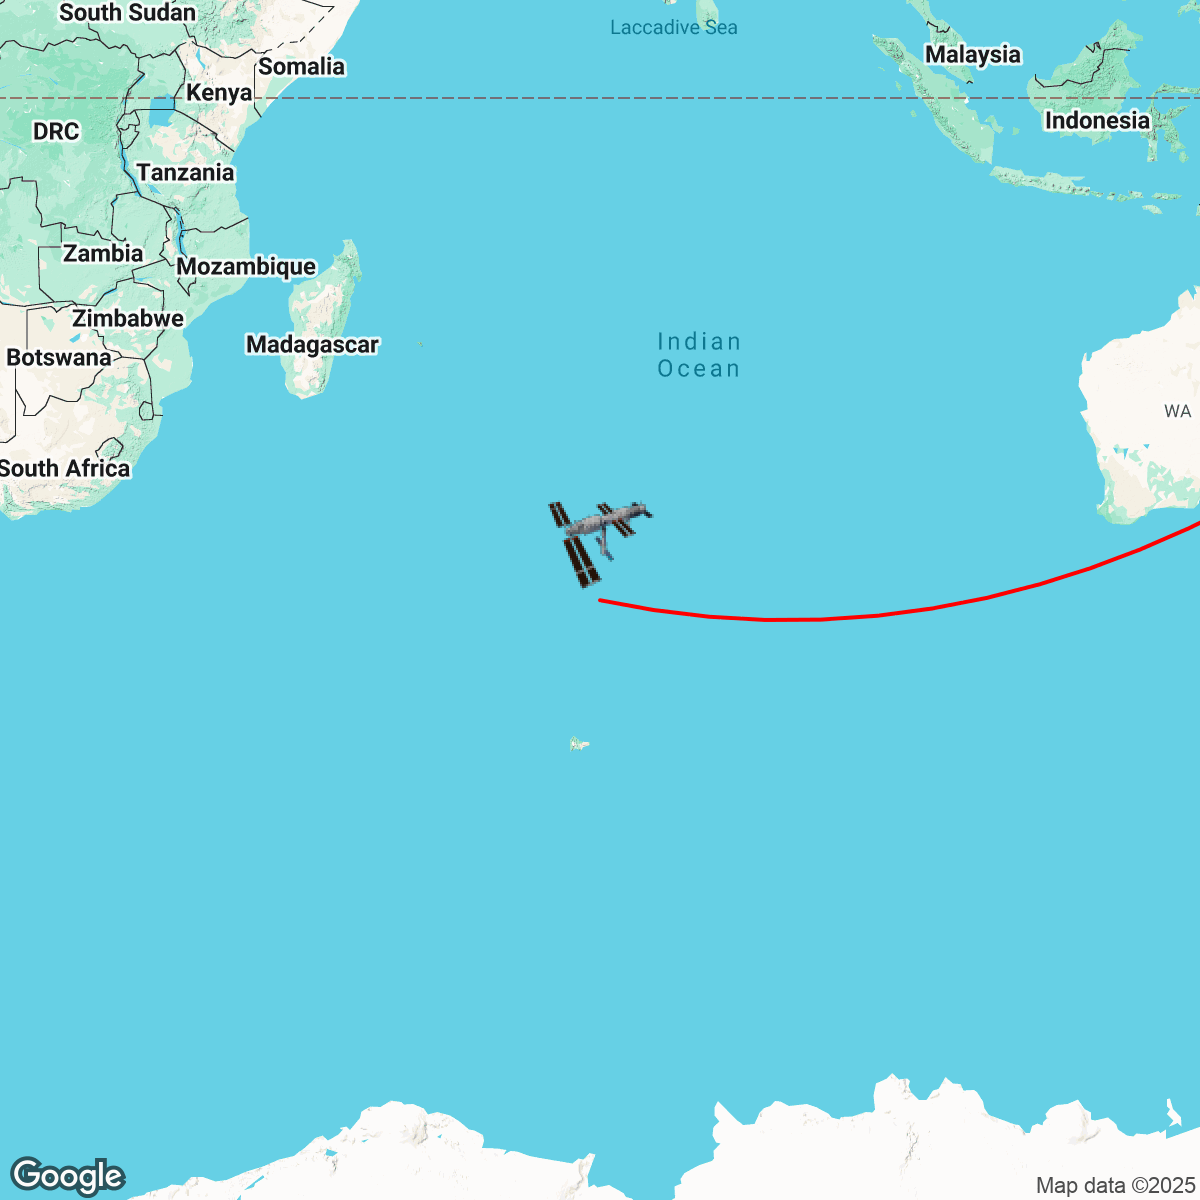 South Sudan
Laccadive Sea
Somalia
Malaysia
Kenya
DRC
Indonesia
Tanzania
Zambia
Mozambique
Zimbabwe
Madagascar
Indian
Ocean
Botswana
WA
South Africa
Google
Map data ©2025